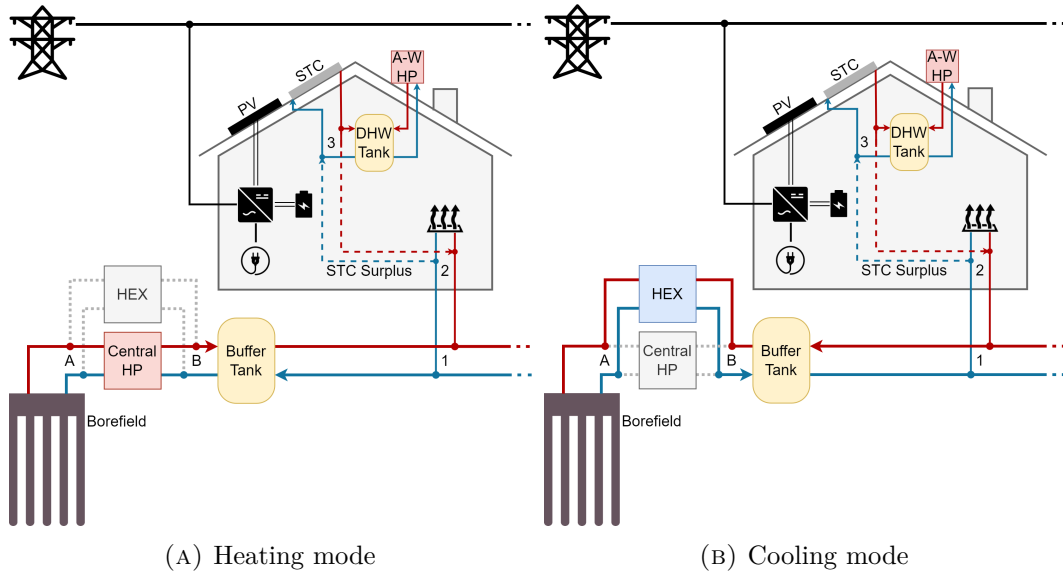 A-W
HP
STC
PV
3
DHW
Tank
STC Surplus
2
HEX
A
Central
HP
B
Buffer
Tank
1
Borefield
(A) Heating mode
A-W
HP
STC
PV
3
DHW
Tank
STC Surplus
2
HEX
A
Central
HP
B
Buffer
Tank
1
Borefield
(B) Cooling mode